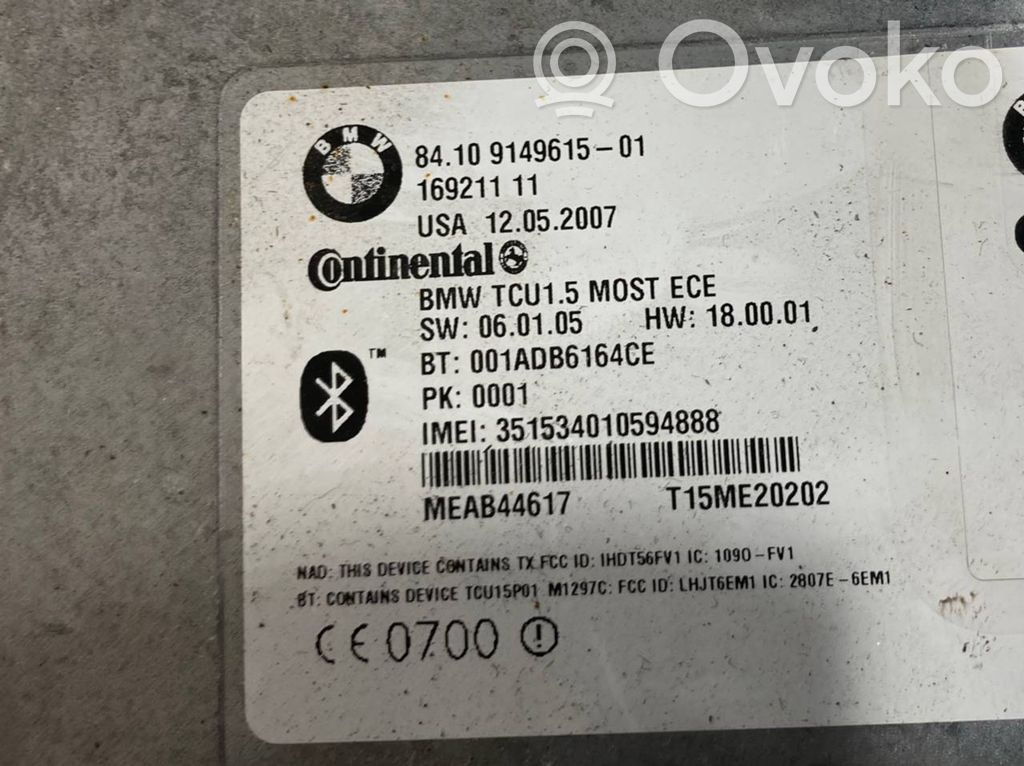 Ovoko
BMW
84.10 9149615-01
169211 11
USA 12.05.2007
Continental
BMW TCU1.5 MOST ECE
SW: 06.01.05 HW: 18.00.01
™
BT: 001ADB6164CE
PK: 0001
IMEI: 351534010594888
MEAB44617 T15ME20202
NAD: THIS DEVICE CONTAINS TX FCC ID: IHDT56FV1 IC: 1090-FV1
BT: CONTAINS DEVICE TCU15P01 M1297C: FCC ID: LHJT6EM1 IC: 2807E-6EM1
CE 0700